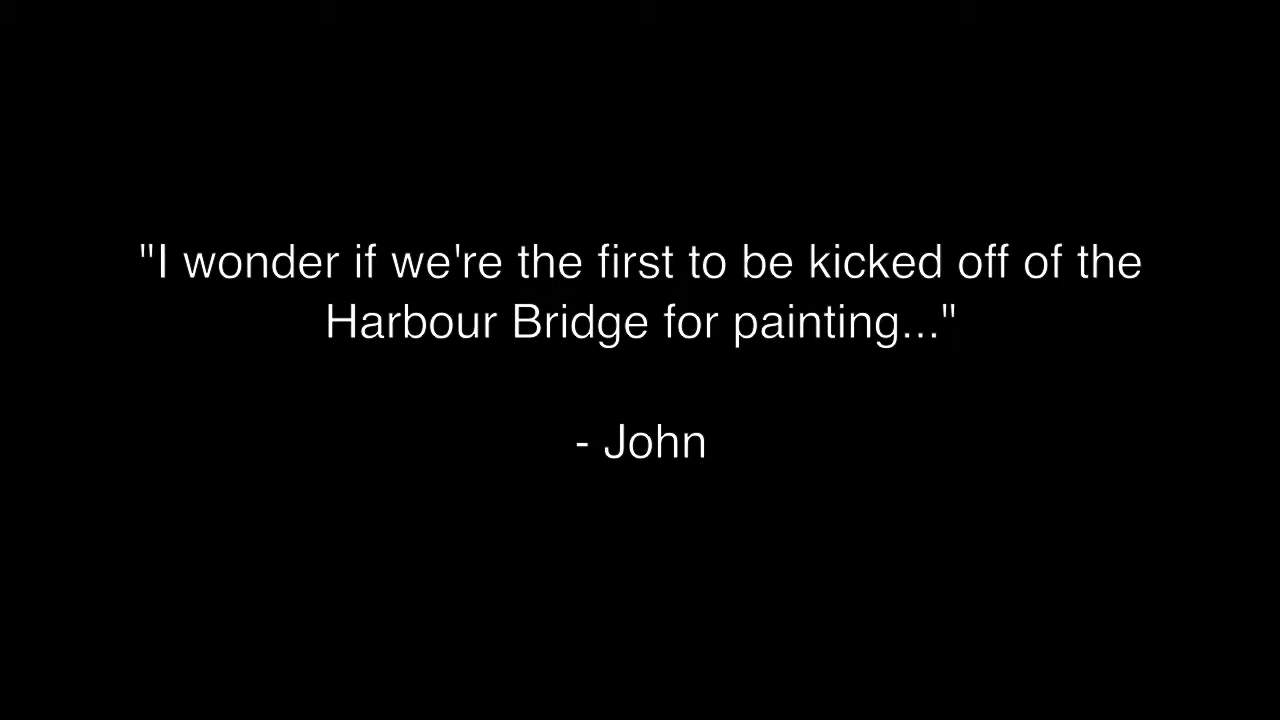 "I wonder if we're the first to be kicked off of the
Harbour Bridge for painting..."
- John